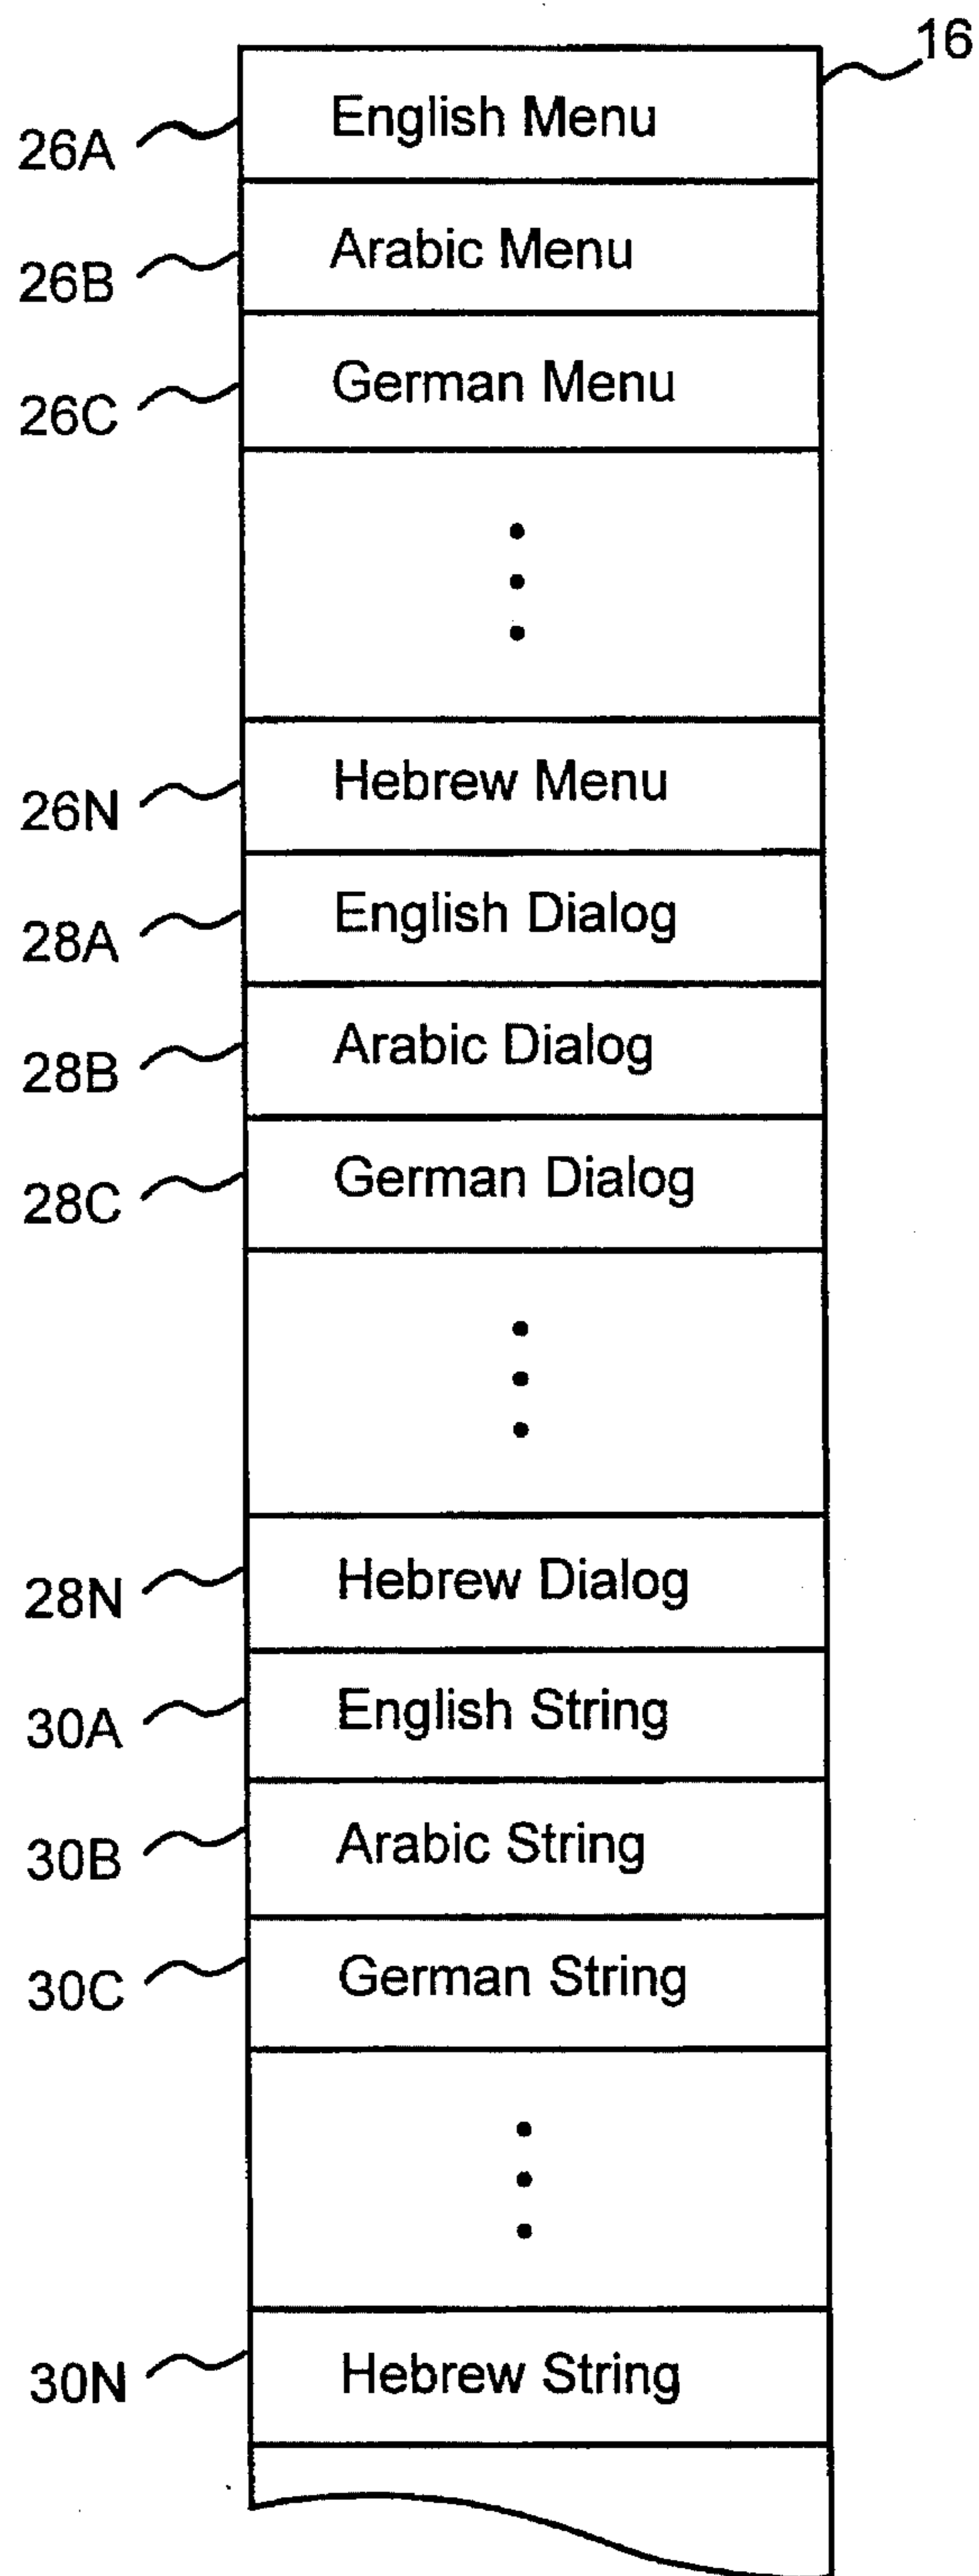 16
26A English Menu
26B Arabic Menu
26C German Menu
26N Hebrew Menu
28A English Dialog
28B Arabic Dialog
28C German Dialog
28N Hebrew Dialog
30A English String
30B Arabic String
30C German String
30N Hebrew String